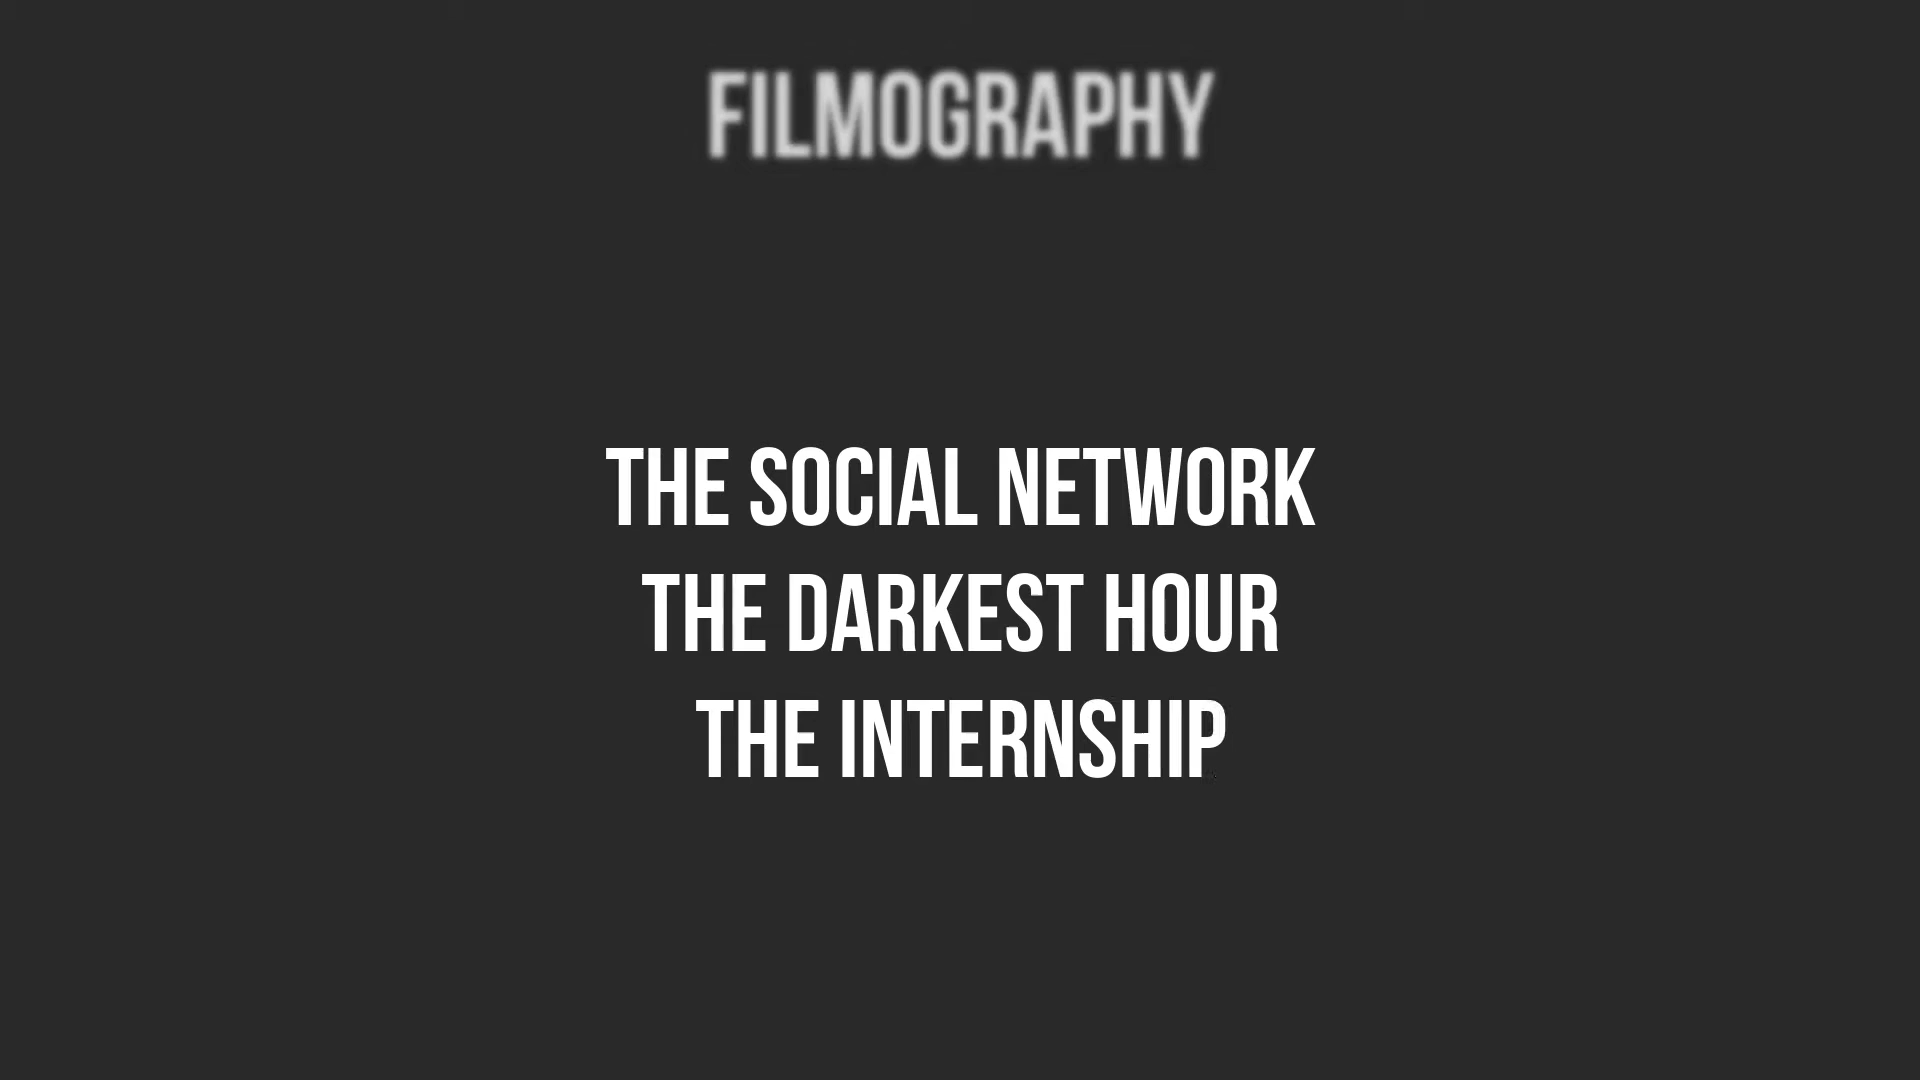 FILMOGRAPHY
THE SOCIAL NETWORK
THE DARKEST HOUR
THE INTERNSHIP